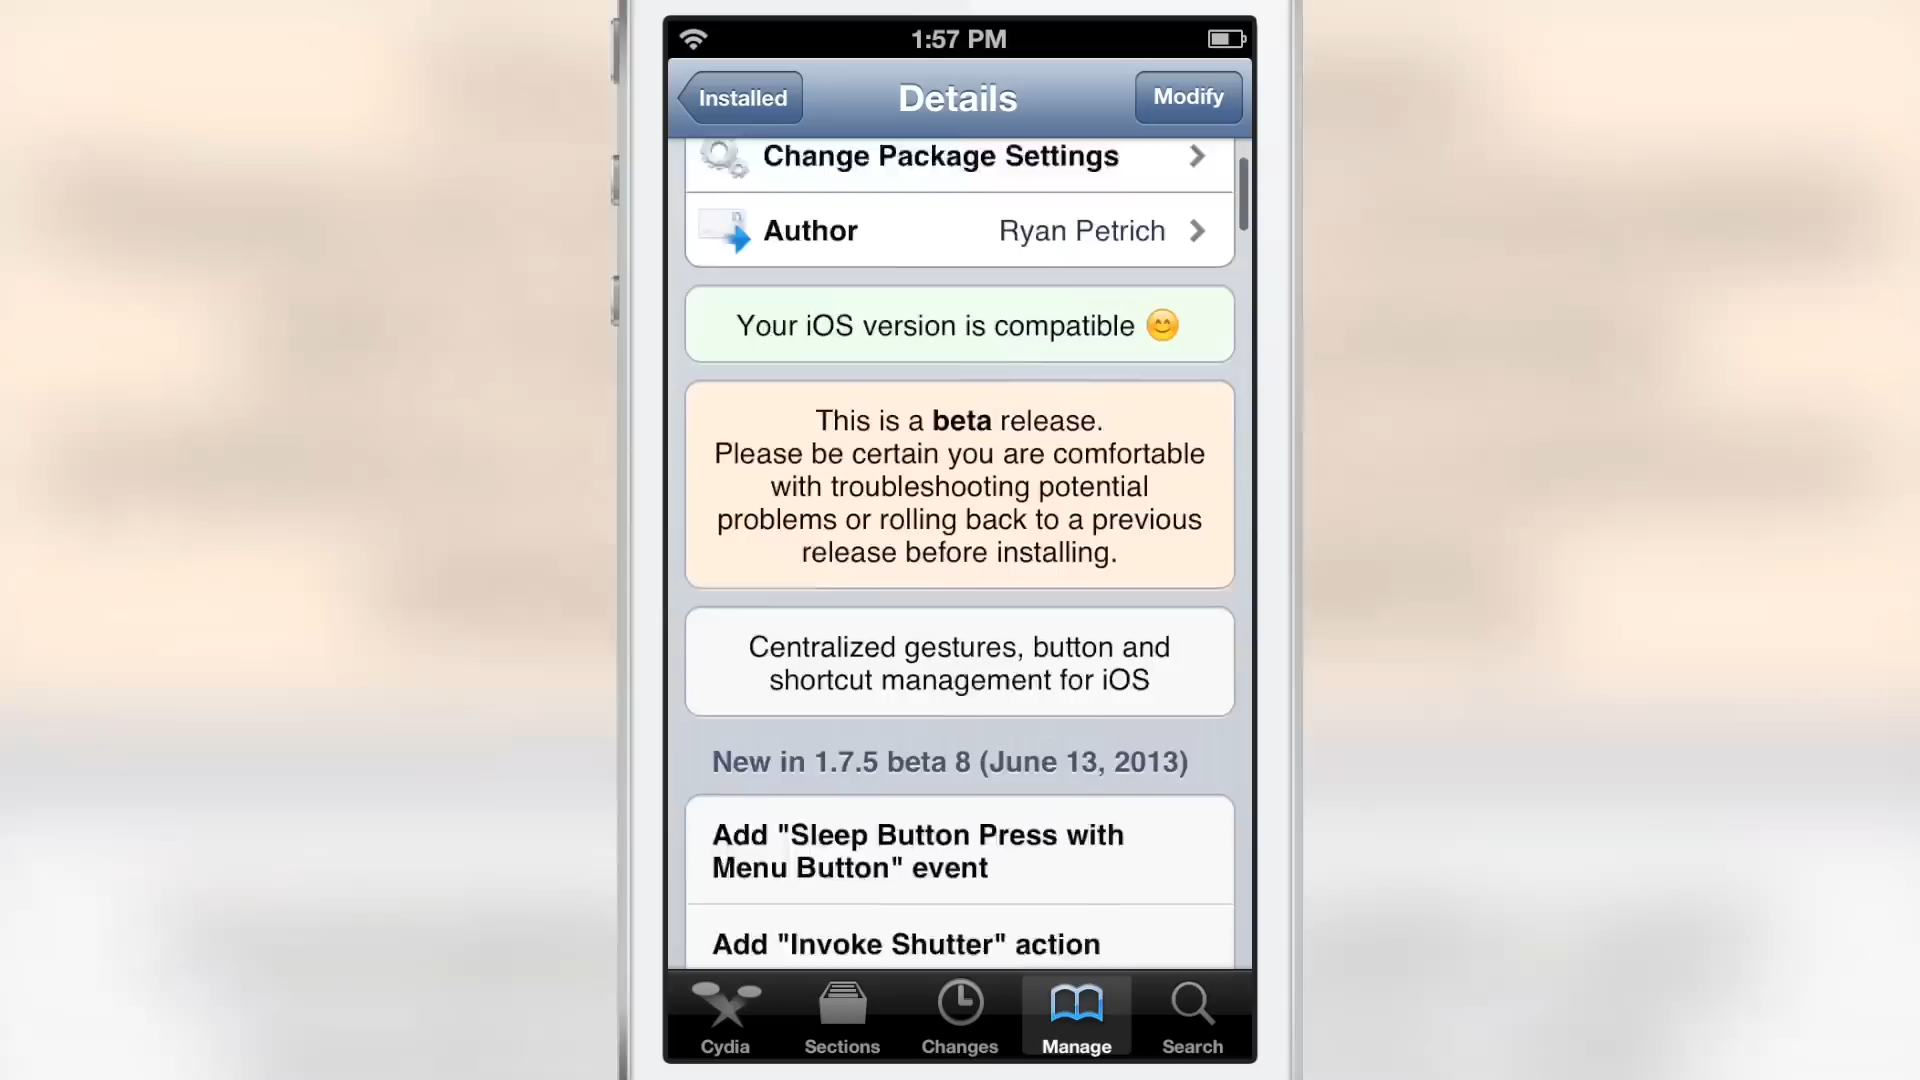 1:57 PM
Installed
Details
Modify
Change Package Settings
Author
Ryan Petrich
Your iOS version is compatible 😊
This is a beta release.
Please be certain you are comfortable
with troubleshooting potential
problems or rolling back to a previous
release before installing.
Centralized gestures, button and
shortcut management for iOS
New in 1.7.5 beta 8 (June 13, 2013)
Add "Sleep Button Press with
Menu Button" event
Add "Invoke Shutter" action
Cydia
Sections
Changes
Manage
Search